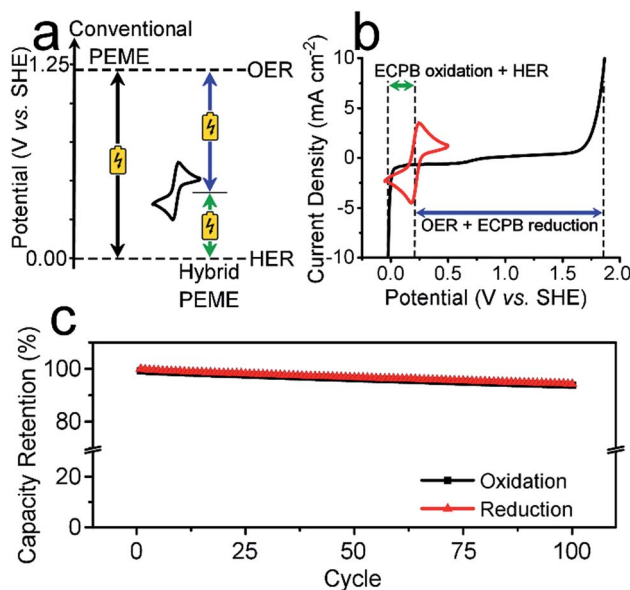 a
Conventional
PEME
1.25
OER
Potential (V vs. SHE)
0.00
HER
Hybrid
PEME
b
10
5
0
-5
-10
Current Density (mA cm-2)
ECPB oxidation + HER
OER + ECPB reduction
0.0 0.5 1.0 1.5 2.0
Potential (V vs. SHE)
c
Capacity Retention (%)
100
80
20
0
Oxidation
Reduction
0 25 50 75 100
Cycle